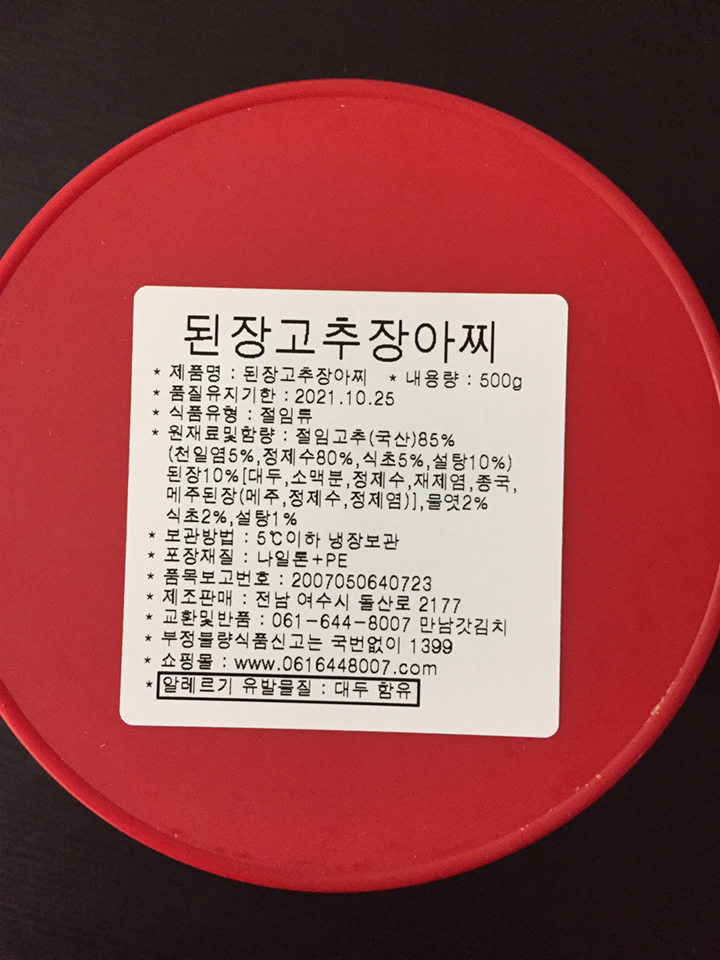 된장고추장아찌
* 제품명 : 된장고추장아찌 * 내용량 : 500g
* 품질유지기한 : 2021.10.25
* 식품유형 : 절임류
* 원재료및함량 : 절임고추(국산)85%
(천일염5%,정제수80%,식초5%,설탕10%)
된장10%[대두,소맥분,정제수,재제염,종국,
메주된장(메주,정제수,정제염)],물엿2%
식초2%,설탕1%
* 보관방법 : 5℃이하 냉장보관
* 포장재질 : 나일론+PE
* 품목보고번호 : 2007050640723
* 제조판매 : 전남 여수시 돌산로 2177
* 교환및반품 : 061-644-8007 만남갓김치
* 부정불량식품신고는 국번없이 1399
* 쇼핑몰 : www.0616448007.com
* 알레르기 유발물질 : 대두 함유